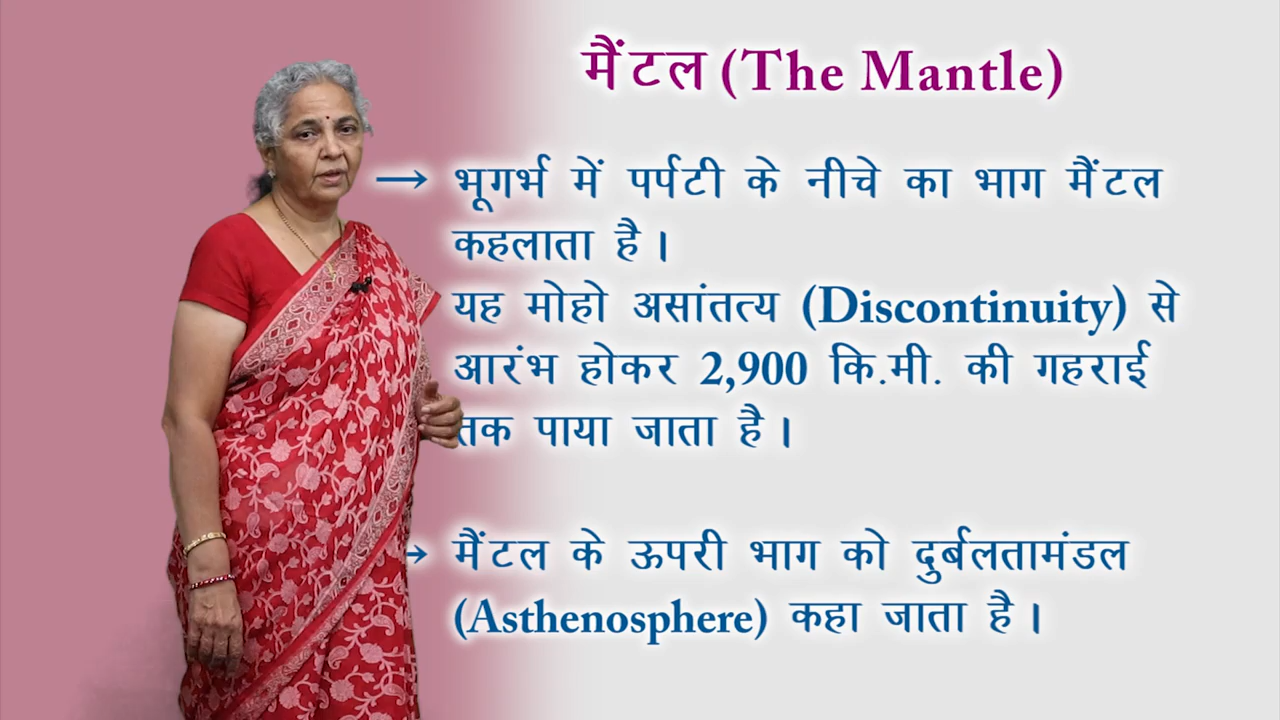 मैंटल (The Mantle)
→ भूगर्भ में पर्पटी के नीचे का भाग मैंटल
कहलाता है।
यह मोहो असांतत्य (Discontinuity) से
आरंभ होकर 2,900 कि.मी. की गहराई
तक पाया जाता है।
→ मैंटल के ऊपरी भाग को दुर्बलतामंडल
(Asthenosphere) कहा जाता है।